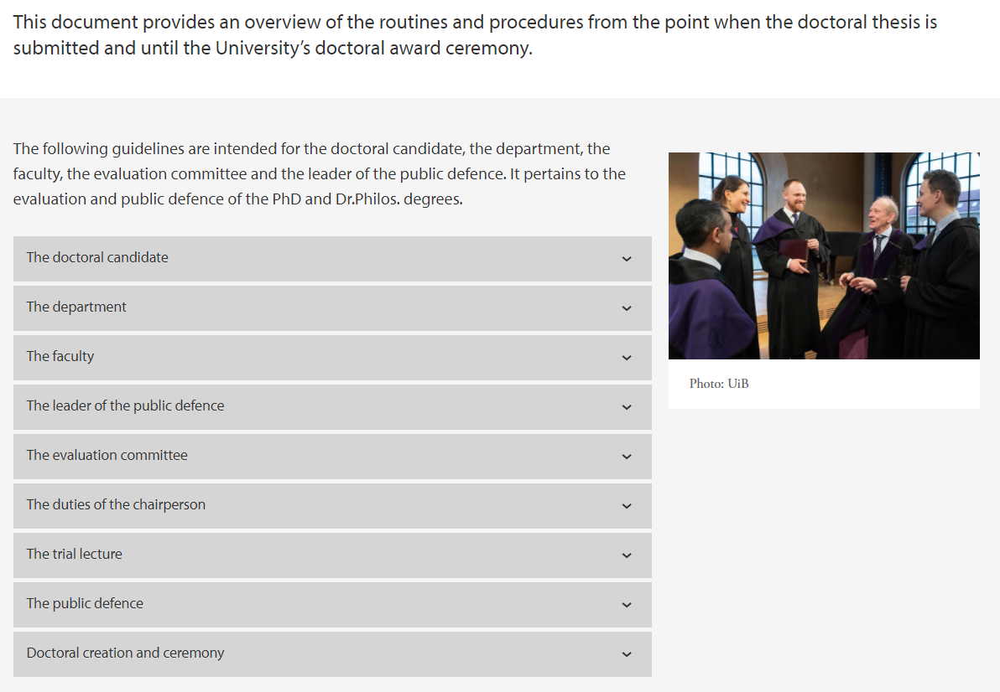 This document provides an overview of the routines and procedures from the point when the doctoral thesis is
submitted and until the University’s doctoral award ceremony.
The following guidelines are intended for the doctoral candidate, the department, the
faculty, the evaluation committee and the leader of the public defence. It pertains to the
evaluation and public defence of the PhD and Dr.Philos. degrees.
The doctoral candidate
The department
The faculty
The leader of the public defence
The evaluation committee
The duties of the chairperson
The trial lecture
The public defence
Doctoral creation and ceremony
Photo: UiB